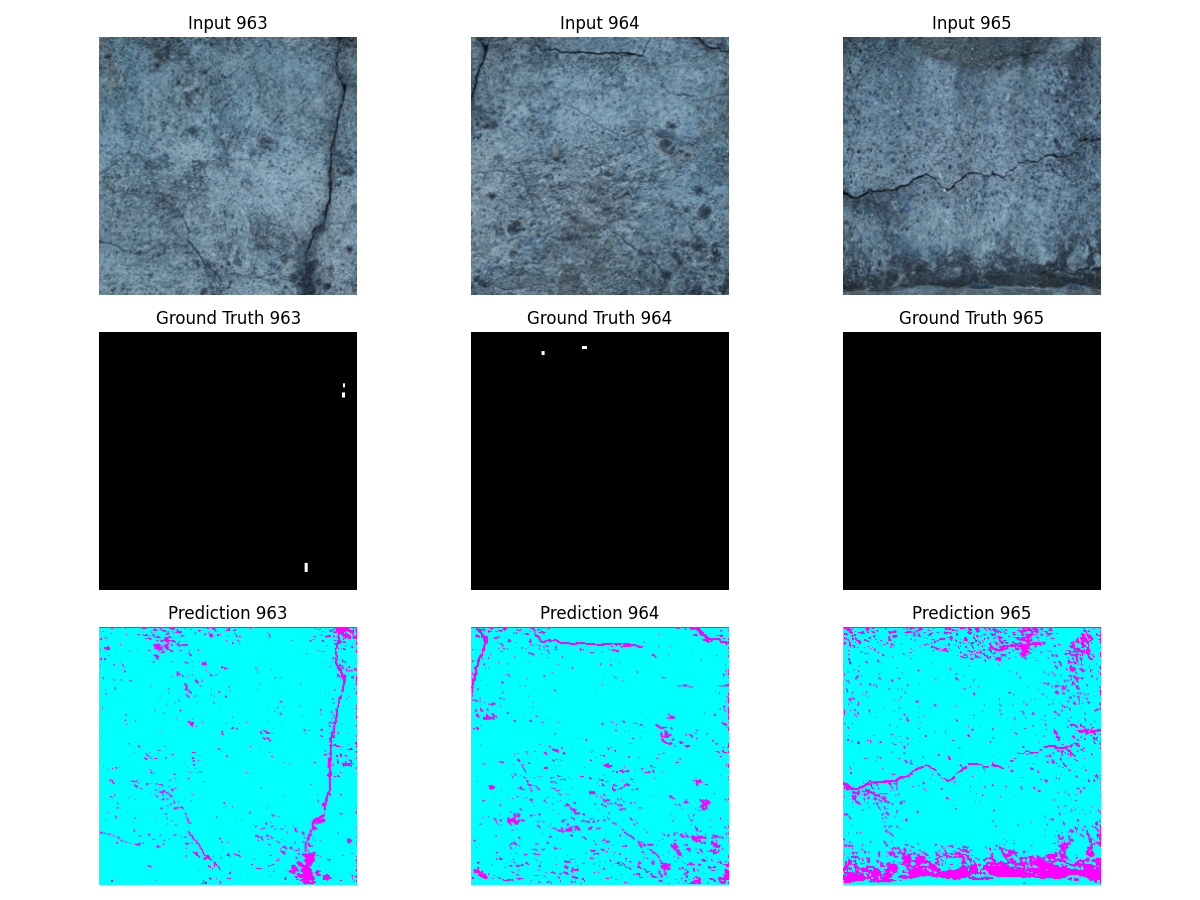 Input 963
Input 964
Input 965
Ground Truth 963
Ground Truth 964
Ground Truth 965
Prediction 963
Prediction 964
Prediction 965